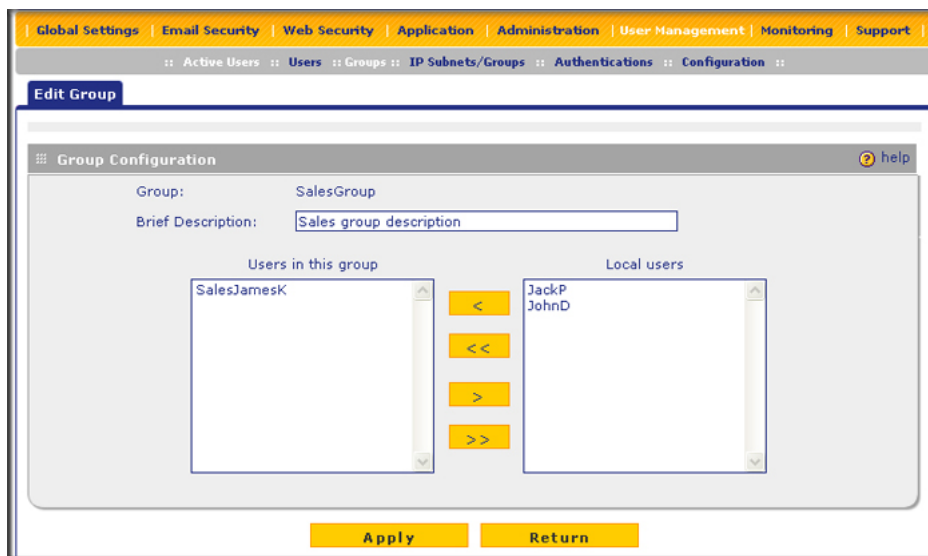 Global Settings | Email Security | Web Security | Application | Administration | User Management | Monitoring | Support |
:: Active Users :: Users :: Groups :: IP Subnets/Groups :: Authentications :: Configuration ::
Edit Group
Group Configuration
? help
Group: SalesGroup
Brief Description: Sales group description
Users in this group
Local users
SalesJamesK
JackP
JohnD
<
<<
>
>>
Apply
Return